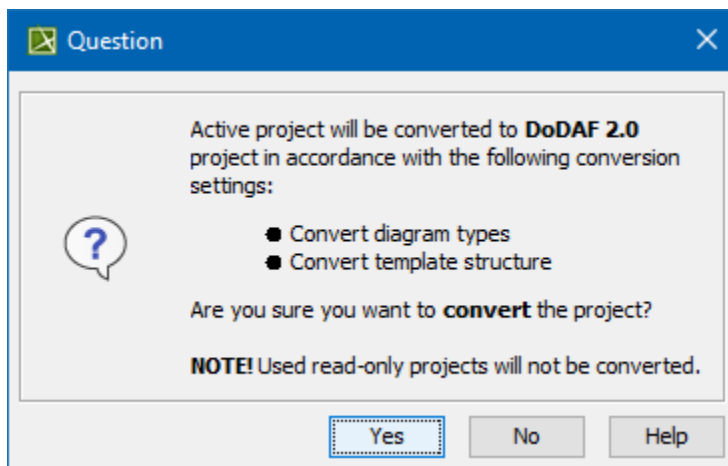 Question
Active project will be converted to DoDAF 2.0
project in accordance with the following conversion
settings:
● Convert diagram types
● Convert template structure
Are you sure you want to convert the project?
NOTE! Used read-only projects will not be converted.
?
Yes No Help